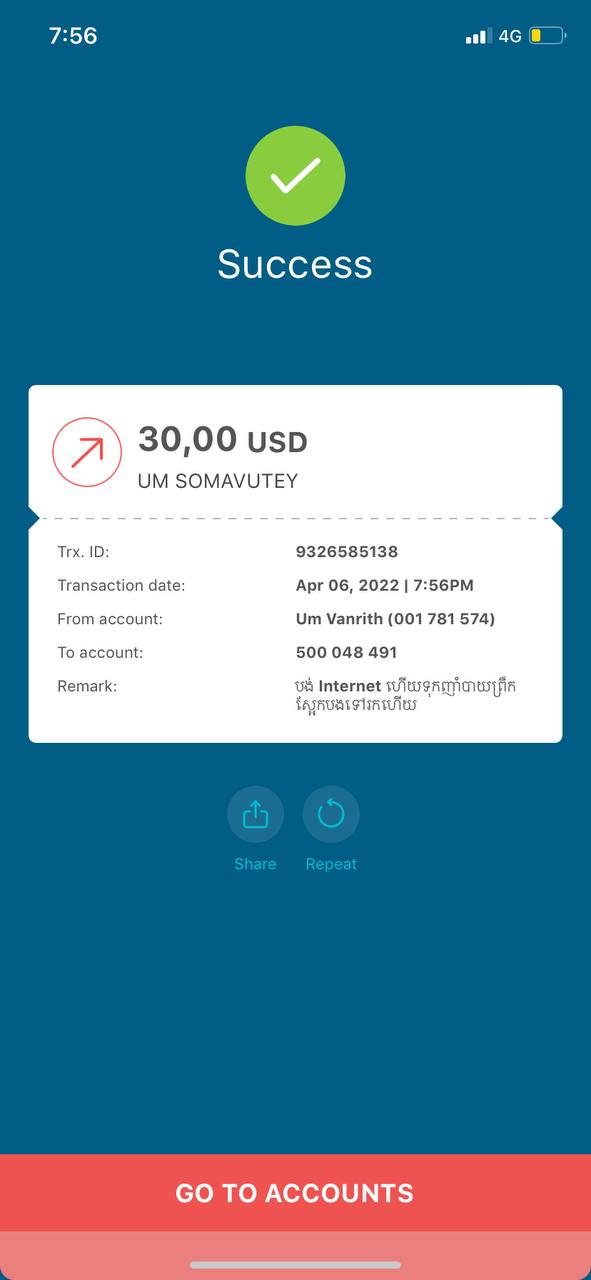 7:56
4G
Success
30,00 USD
UM SOMAVUTEY
Trx. ID: 9326585138
Transaction date: Apr 06, 2022 | 7:56PM
From account: Um Vanrith (001 781 574)
To account: 500 048 491
Remark: បង់ Internet ហើយទុកញាំបាយព្រឹក
ស្អែកបងទៅរកហើយ
Share Repeat
GO TO ACCOUNTS